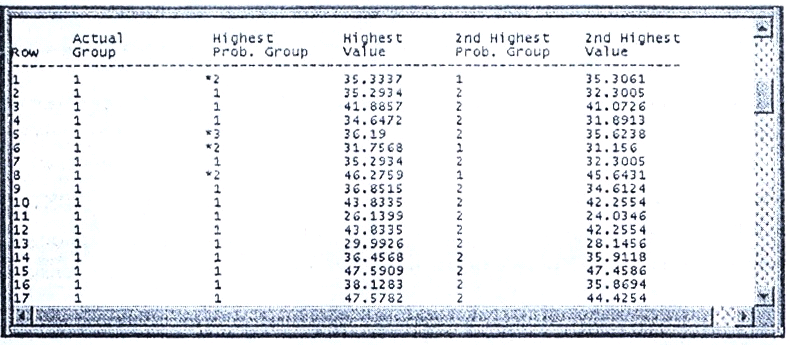 Actual Highest Highest 2nd Highest 2nd Highest
Row Group Prob. Group Value Prob. Group Value
1 1 *2 35.3337 1 35.3061
2 1 1 35.2934 2 32.3005
3 1 1 41.8857 2 41.0726
4 1 1 34.6472 2 31.8913
5 1 *3 36.19 2 35.6238
6 1 *2 31.7568 1 31.156
7 1 1 35.2934 2 32.3005
8 1 *2 46.2759 1 45.6431
9 1 1 36.8515 2 34.6124
10 1 1 43.8335 2 42.2554
11 1 1 26.1399 2 24.0346
12 1 1 43.8335 2 42.2554
13 1 1 29.9926 2 28.1456
14 1 1 36.4568 2 35.9118
15 1 1 47.5909 2 47.4586
16 1 1 38.1283 2 35.8694
17 1 1 47.5782 2 44.4254